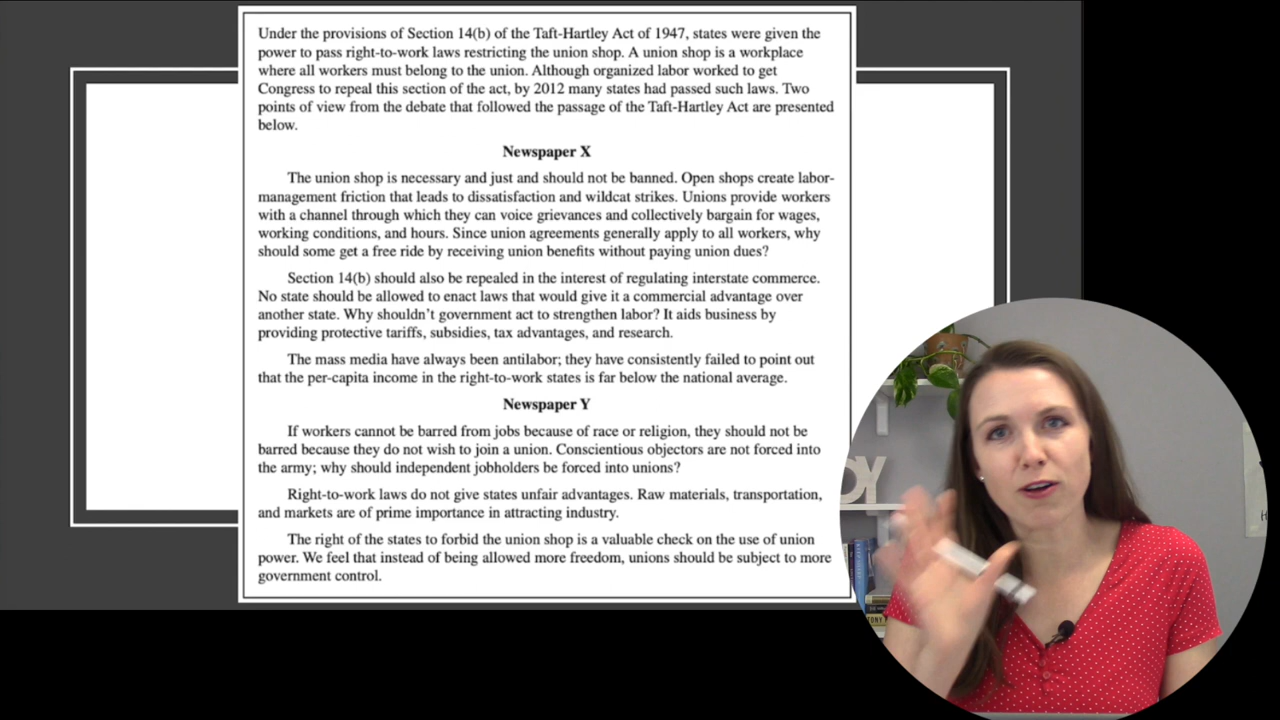 Under the provisions of Section 14(b) of the Taft-Hartley Act of 1947, states were given the
power to pass right-to-work laws restricting the union shop. A union shop is a workplace
where all workers must belong to the union. Although organized labor worked to get
Congress to repeal this section of the act, by 2012 many states had passed such laws. Two
points of view from the debate that followed the passage of the Taft-Hartley Act are presented
below.
Newspaper X
The union shop is necessary and just and should not be banned. Open shops create labor-
management friction that leads to dissatisfaction and wildcat strikes. Unions provide workers
with a channel through which they can voice grievances and collectively bargain for wages,
working conditions, and hours. Since union agreements generally apply to all workers, why
should some get a free ride by receiving union benefits without paying union dues?
Section 14(b) should also be repealed in the interest of regulating interstate commerce.
No state should be allowed to enact laws that would give it a commercial advantage over
another state. Why shouldn't government act to strengthen labor? It aids business by
providing protective tariffs, subsidies, tax advantages, and research.
The mass media have always been antilabor; they have consistently failed to point out
that the per-capita income in the right-to-work states is far below the national average.
Newspaper Y
If workers cannot be barred from jobs because of race or religion, they should not be
barred because they do not wish to join a union. Conscientious objectors are not forced into
the army; why should independent jobholders be forced into unions?
Right-to-work laws do not give states unfair advantages. Raw materials, transportation,
and markets are of prime importance in attracting industry.
The right of the states to forbid the union shop is a valuable check on the use of union
power. We feel that instead of being allowed more freedom, unions should be subject to more
government control.
DY